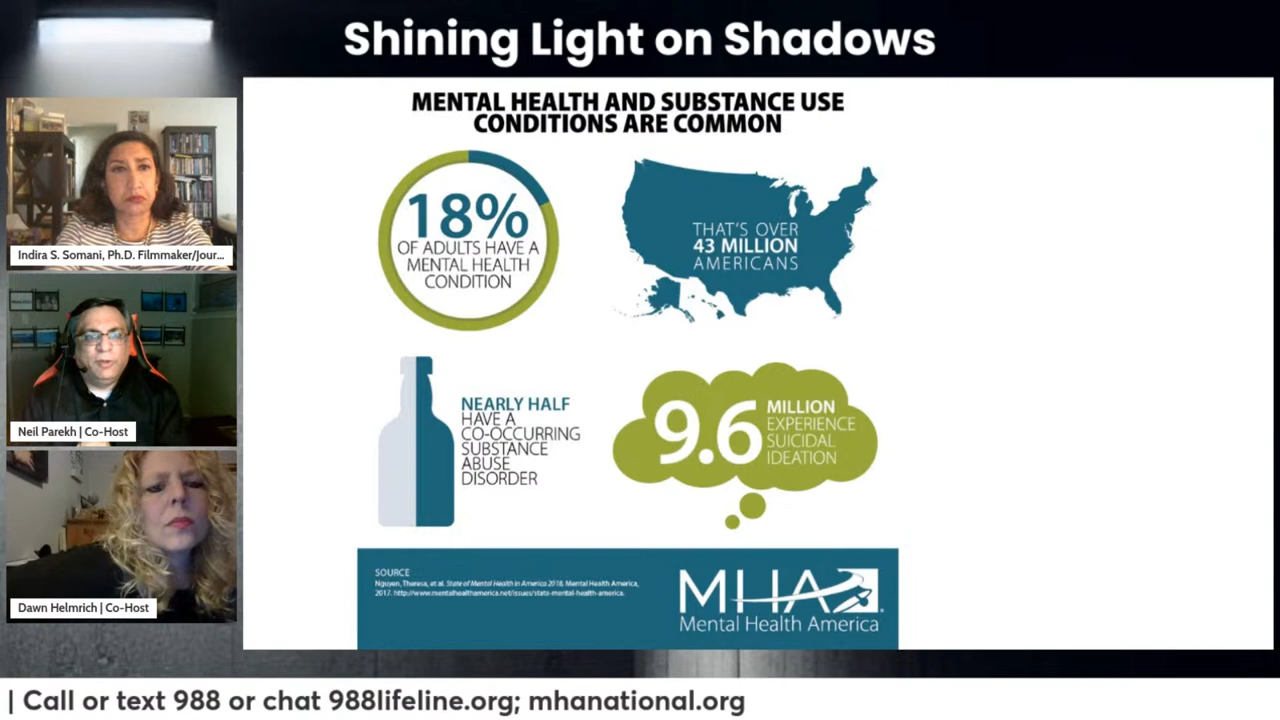 Shining Light on Shadows
Indira S. Somani, Ph.D. Filmmaker/Jour...
Neil Parekh | Co-Host
Dawn Helmrich | Co-Host
MENTAL HEALTH AND SUBSTANCE USE
CONDITIONS ARE COMMON
18%
OF ADULTS HAVE A
MENTAL HEALTH
CONDITION
THAT'S OVER
43 MILLION
AMERICANS
NEARLY HALF
HAVE A
CO-OCCURRING
SUBSTANCE
ABUSE
DISORDER
9.6
MILLION
EXPERIENCE
SUICIDAL
IDEATION
SOURCE
Nguyen, Theresa, et al. State of Mental Health in America 2018. Mental Health America,
2017. http://www.mentalhealthamerica.net/issues/state-mental-health-america.
MHA
Mental Health America
| Call or text 988 or chat 988lifeline.org; mhanational.org